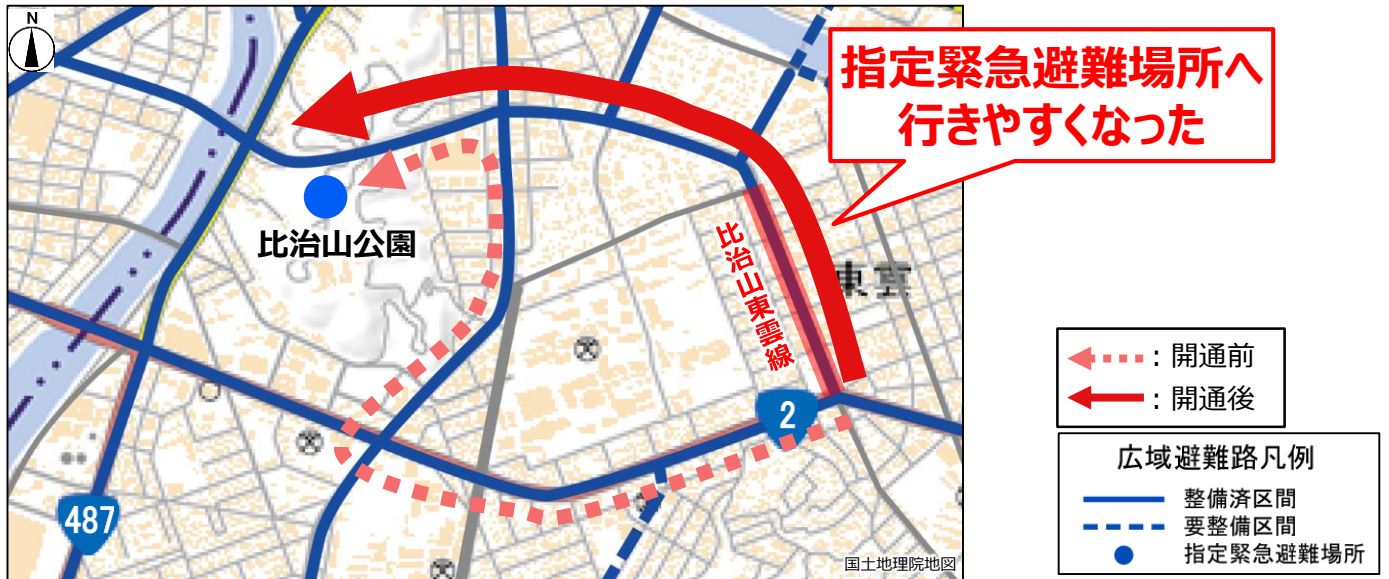 N
指定緊急避難場所へ
行きやすくなった
比治山公園
比治山東雲線
東雲
2
487
国土地理院地図
：開通前
：開通後
広域避難路凡例
整備済区間
要整備区間
指定緊急避難場所